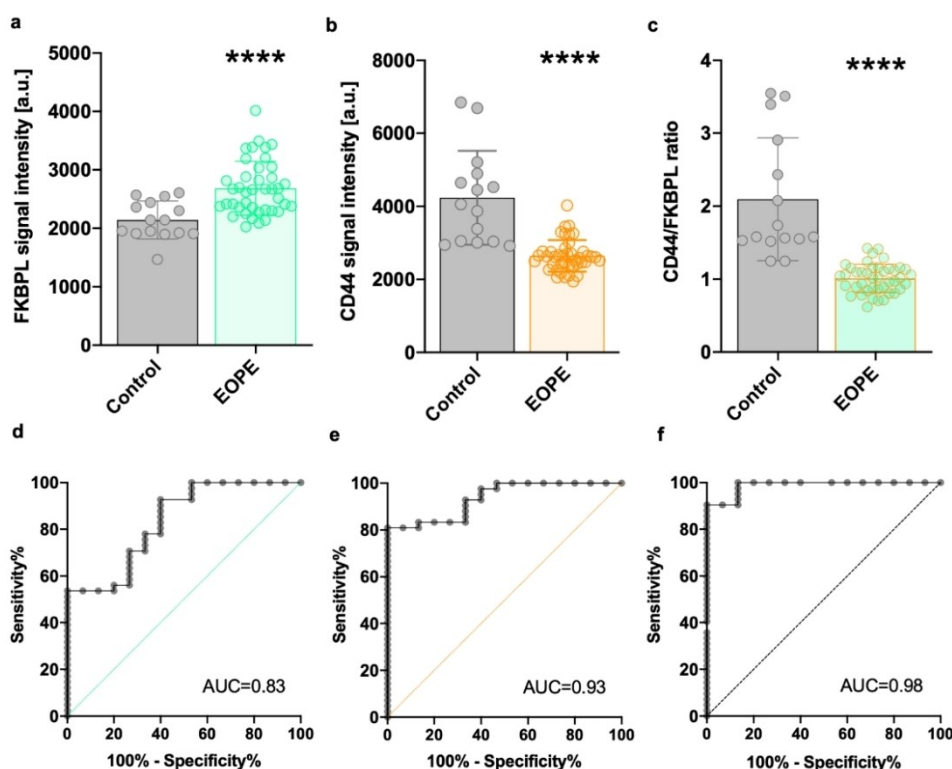 a
FKBPL signal intensity [a.u.]
5000
4000
3000
2000
1000
0
****
Control
EOPE
b
CD44 signal intensity [a.u.]
8000
6000
4000
2000
0
****
Control
EOPE
c
CD44/FKBPL ratio
4
3
2
1
0
****
Control
EOPE
d
Sensitivity%
100
80
60
40
20
0
AUC=0.83
0 20 40 60 80 100
100% - Specificity%
e
Sensitivity%
100
80
60
40
20
0
AUC=0.93
0 20 40 60 80 100
100% - Specificity%
f
Sensitivity%
100
80
60
40
20
0
AUC=0.98
0 20 40 60 80 100
100% - Specificity%